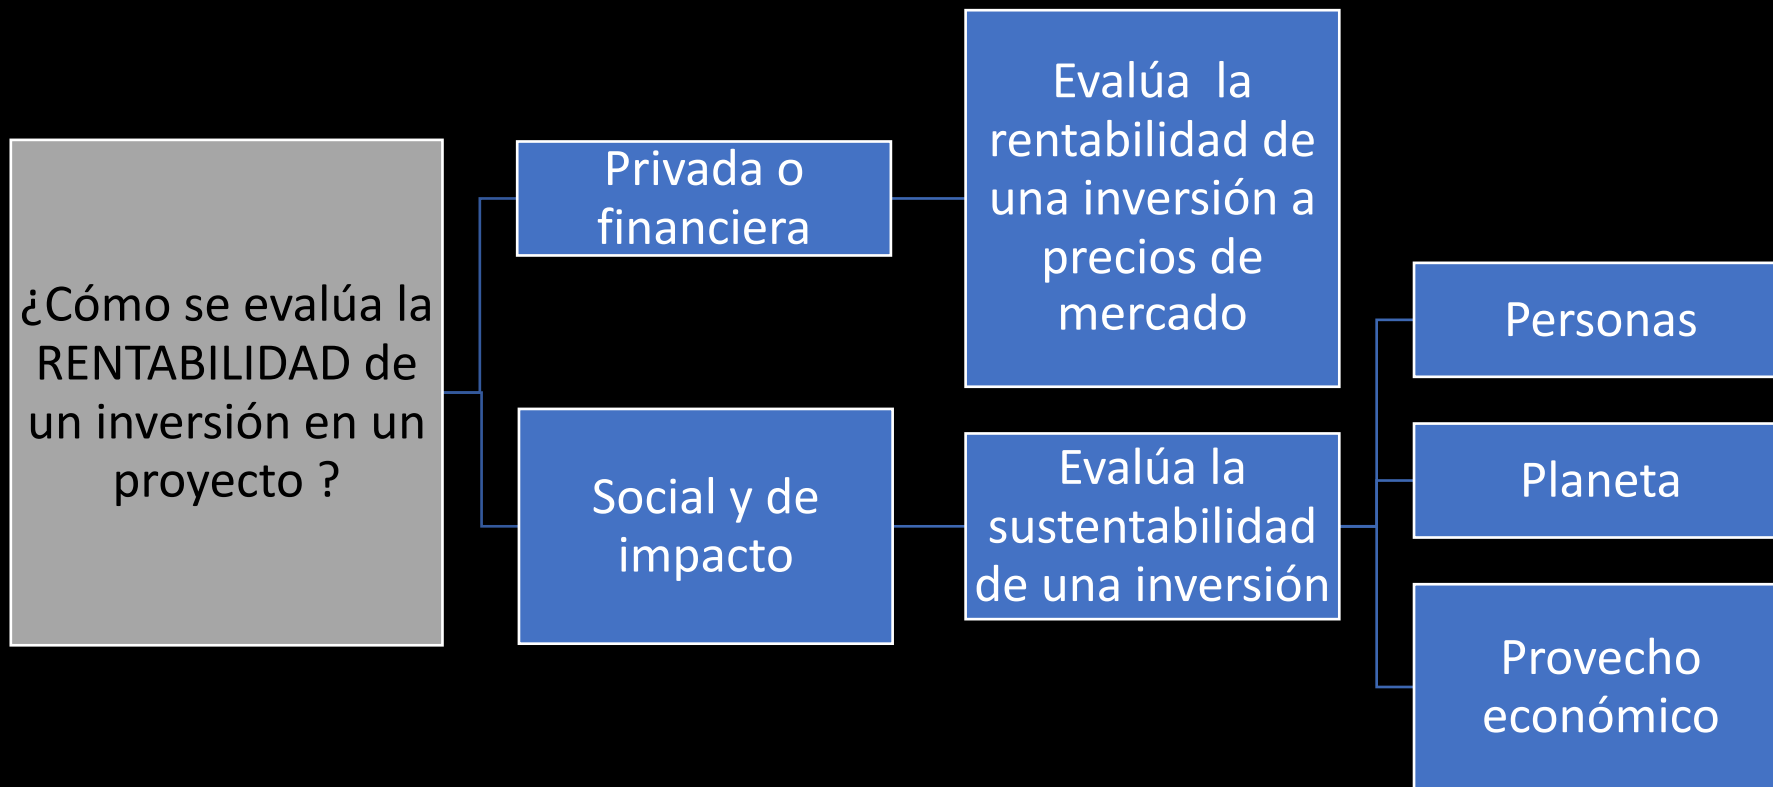 ¿Cómo se evalúa la
RENTABILIDAD de
un inversión en un
proyecto ?
Privada o
financiera
Evalúa  la
rentabilidad de
una inversión a
precios de
mercado
Social y de
impacto
Evalúa la
sustentabilidad
de una inversión
Personas
Planeta
Provecho
económico